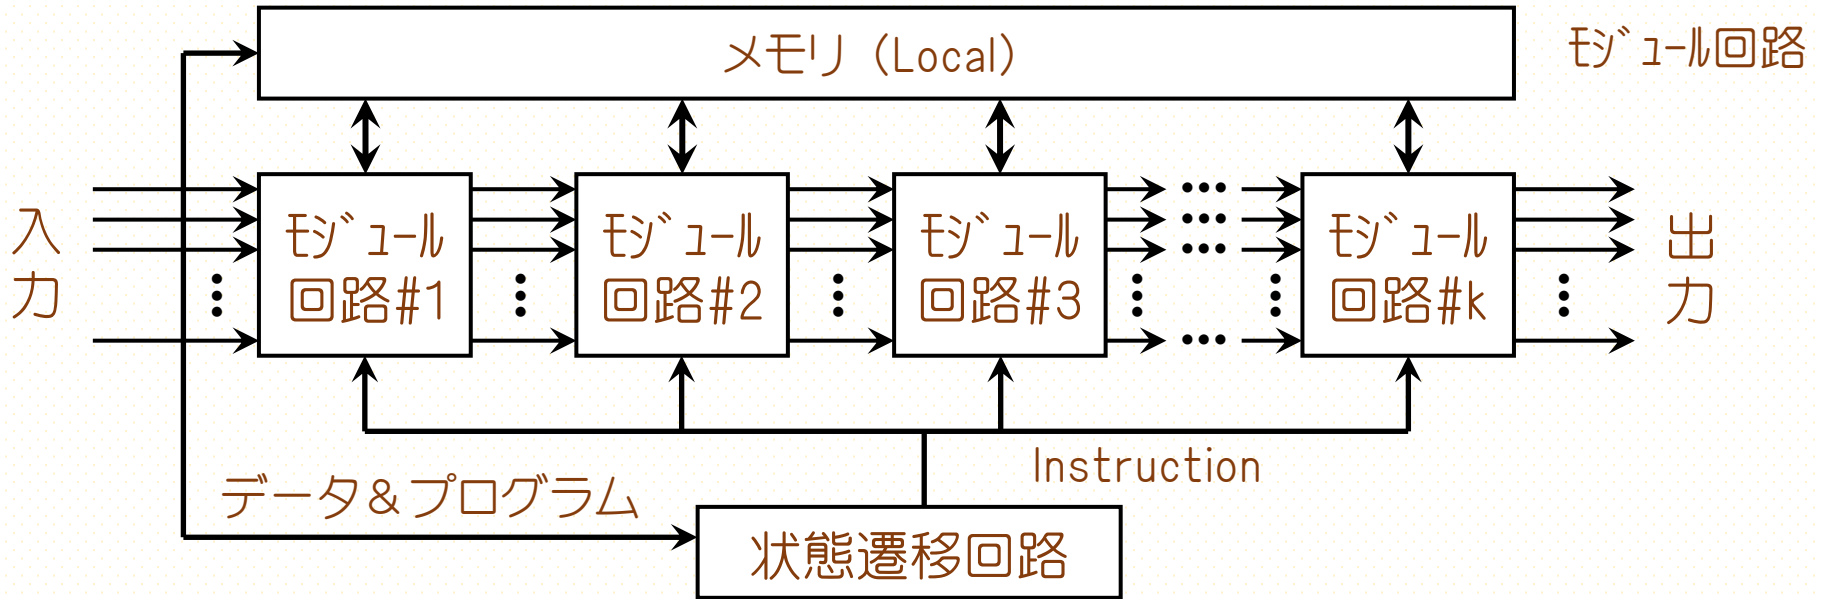 メモリ（Local）
モジュール回路
入力
モジュール
回路#1
モジュール
回路#2
モジュール
回路#3
モジュール
回路#k
出力
Instruction
データ&プログラム
状態遷移回路